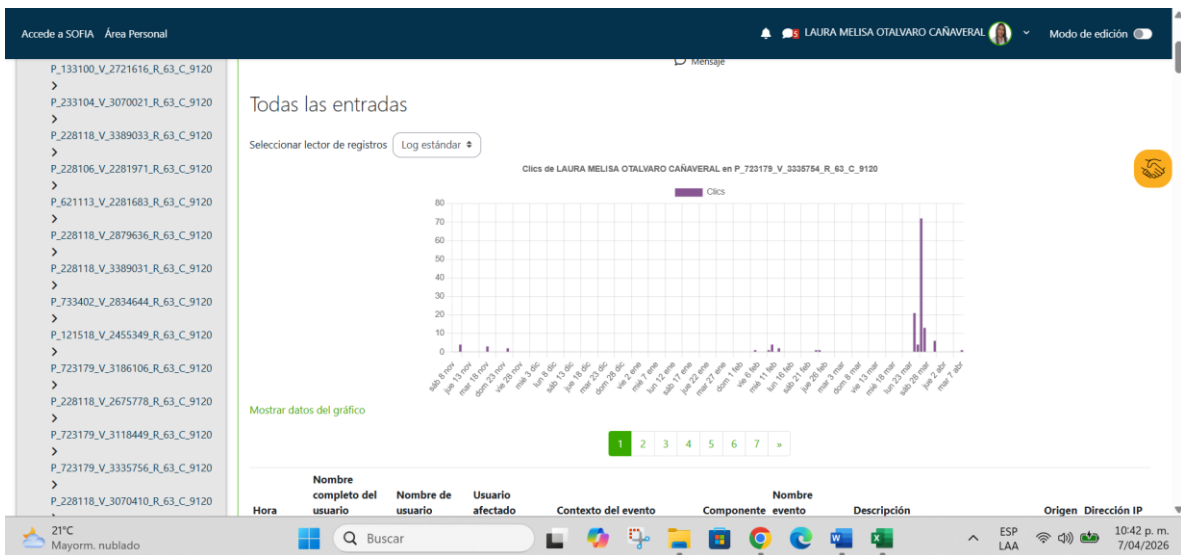 Accede a SOFIA Área Personal
5 LAURA MELISA OTALVARO CAÑAVERAL
Modo de edición
P_133100_V_2721616_R_63_C_9120
P_233104_V_3070021_R_63_C_9120
P_228118_V_3389033_R_63_C_9120
P_228106_V_2281971_R_63_C_9120
P_621113_V_2281683_R_63_C_9120
P_228118_V_2879636_R_63_C_9120
P_228118_V_3389031_R_63_C_9120
P_733402_V_2834644_R_63_C_9120
P_121518_V_2455349_R_63_C_9120
P_723179_V_3186106_R_63_C_9120
P_228118_V_2675778_R_63_C_9120
P_723179_V_3118449_R_63_C_9120
P_723179_V_3335756_R_63_C_9120
P_228118_V_3070410_R_63_C_9120
Mensaje
Todas las entradas
Seleccionar lector de registros Log estándar
Clics de LAURA MELISA OTALVARO CAÑAVERAL en P_723179_V_3335754_R_63_C_9120
Clics
80
70
60
50
40
30
20
10
0
sáb 8 nov
jue 13 nov
mar 18 nov
dom 23 nov
vie 28 nov
mié 3 dic
lun 8 dic
sáb 13 dic
jue 18 dic
mar 23 dic
dom 28 dic
vie 2 ene
mié 7 ene
lun 12 ene
sáb 17 ene
jue 22 ene
mar 27 ene
dom 1 feb
vie 6 feb
mié 11 feb
lun 16 feb
sáb 21 feb
jue 26 feb
mar 3 mar
dom 8 mar
vie 13 mar
mié 18 mar
lun 23 mar
sáb 28 mar
jue 2 abr
mar 7 abr
Mostrar datos del gráfico
1 2 3 4 5 6 7 »
Hora
Nombre
completo del
usuario
Nombre de
usuario
Usuario
afectado
Contexto del evento
Componente
Nombre
evento
Descripción
Origen
Dirección IP
21°C
Mayorm. nublado
Buscar
ESP
LAA
10:42 p. m.
7/04/2026